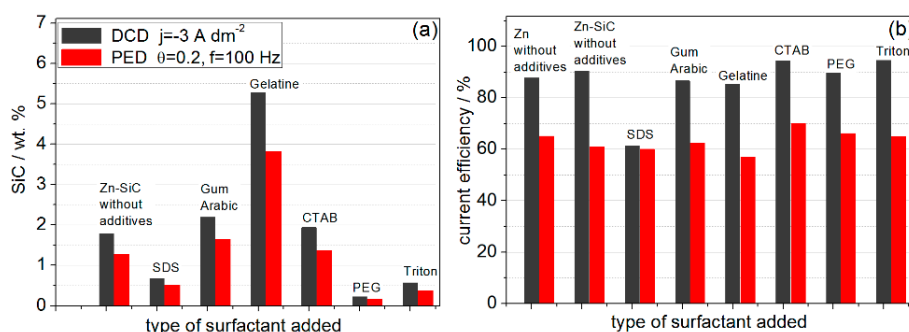 7
6
5
4
3
2
1
0
SiC / wt. %
DCD j=-3 A dm-2
PED θ=0.2, f=100 Hz
(a)
Zn-SiC
without
additives
SDS
Gum
Arabic
Gelatine
CTAB
PEG
Triton
type of surfactant added
100
80
60
40
20
0
current efficiency / %
(b)
Zn
without
additives
Zn-SiC
without
additives
SDS
Gum
Arabic
Gelatine
CTAB
PEG
Triton
type of surfactant added